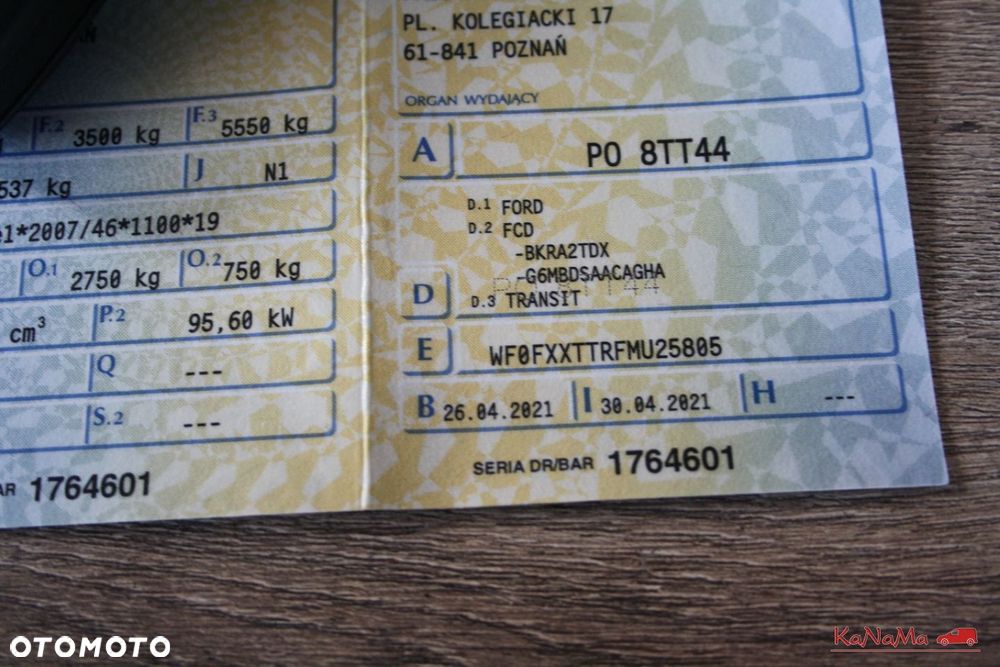 PL. KOLEGIACKI 17
61-841 POZNAŃ
ORGAN WYDAJĄCY
F.2 3500 kg F.3 5550 kg
A PO 8TT44
537 kg J N1
D.1 FORD
D.2 FCD
-BKRA2TDX
-G6MBDSAACAGHA
D D.3 TRANSIT
e1*2007/46*1100*19
O.1 2750 kg O.2 750 kg
cm³ P.2 95,60 kW
E WF0FXXTTRFMU25805
Q ---
B 26.04.2021 I 30.04.2021 H ---
S.2 ---
SERIA DR/BAR 1764601
AR 1764601
OTOMOTO
KaNaMa